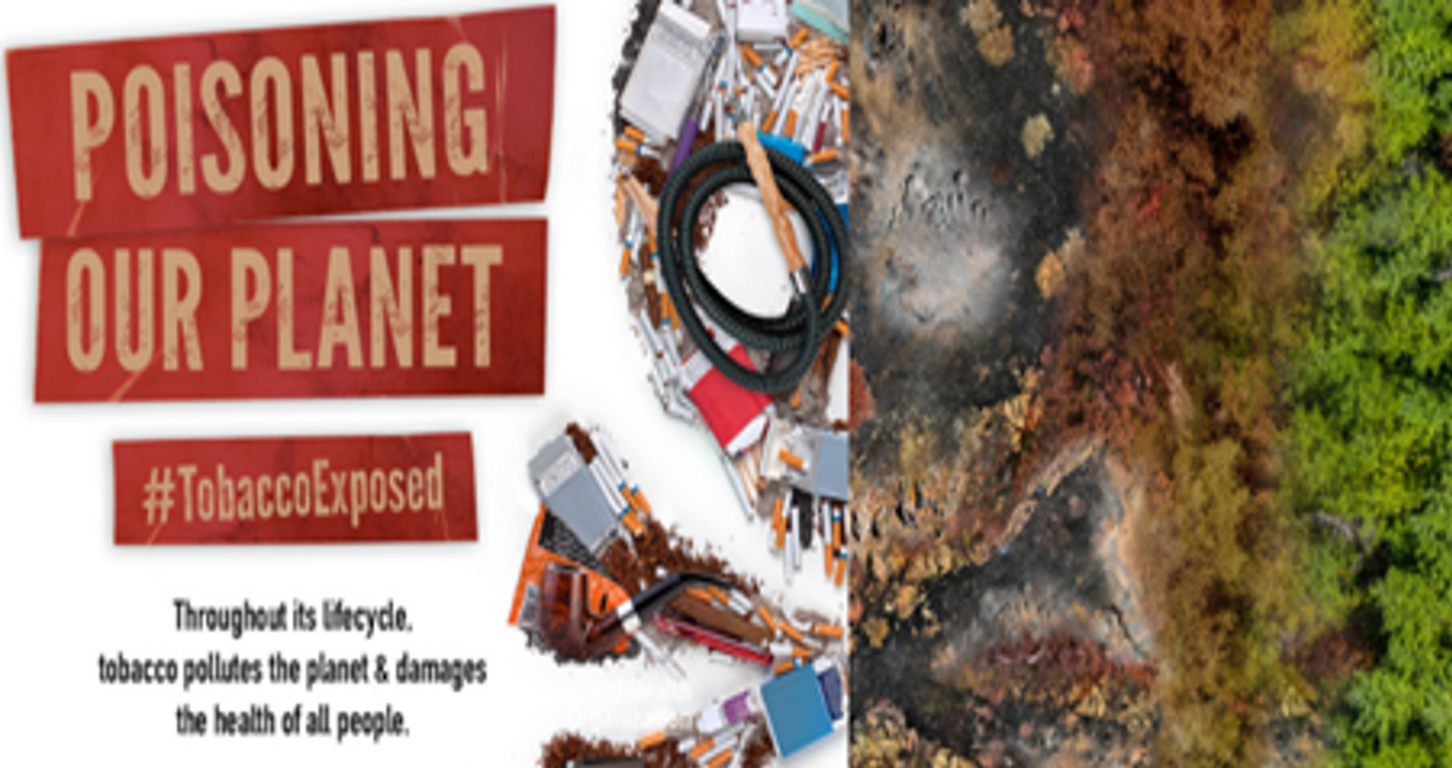 POISONING
OUR PLANET
#TobaccoExposed
Throughout its lifecycle,
tobacco pollutes the planet & damages
the health of all people.